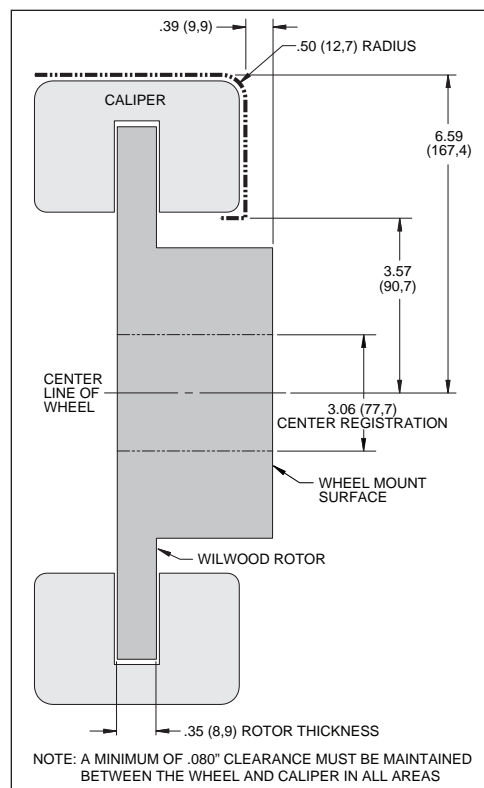 .39 (9,9)
.50 (12,7) RADIUS
CALIPER
6.59
(167,4)
3.57
(90,7)
CENTER
LINE OF
WHEEL
3.06 (77,7)
CENTER REGISTRATION
WHEEL MOUNT
SURFACE
WILWOOD ROTOR
.35 (8,9) ROTOR THICKNESS
NOTE: A MINIMUM OF .080" CLEARANCE MUST BE MAINTAINED
BETWEEN THE WHEEL AND CALIPER IN ALL AREAS